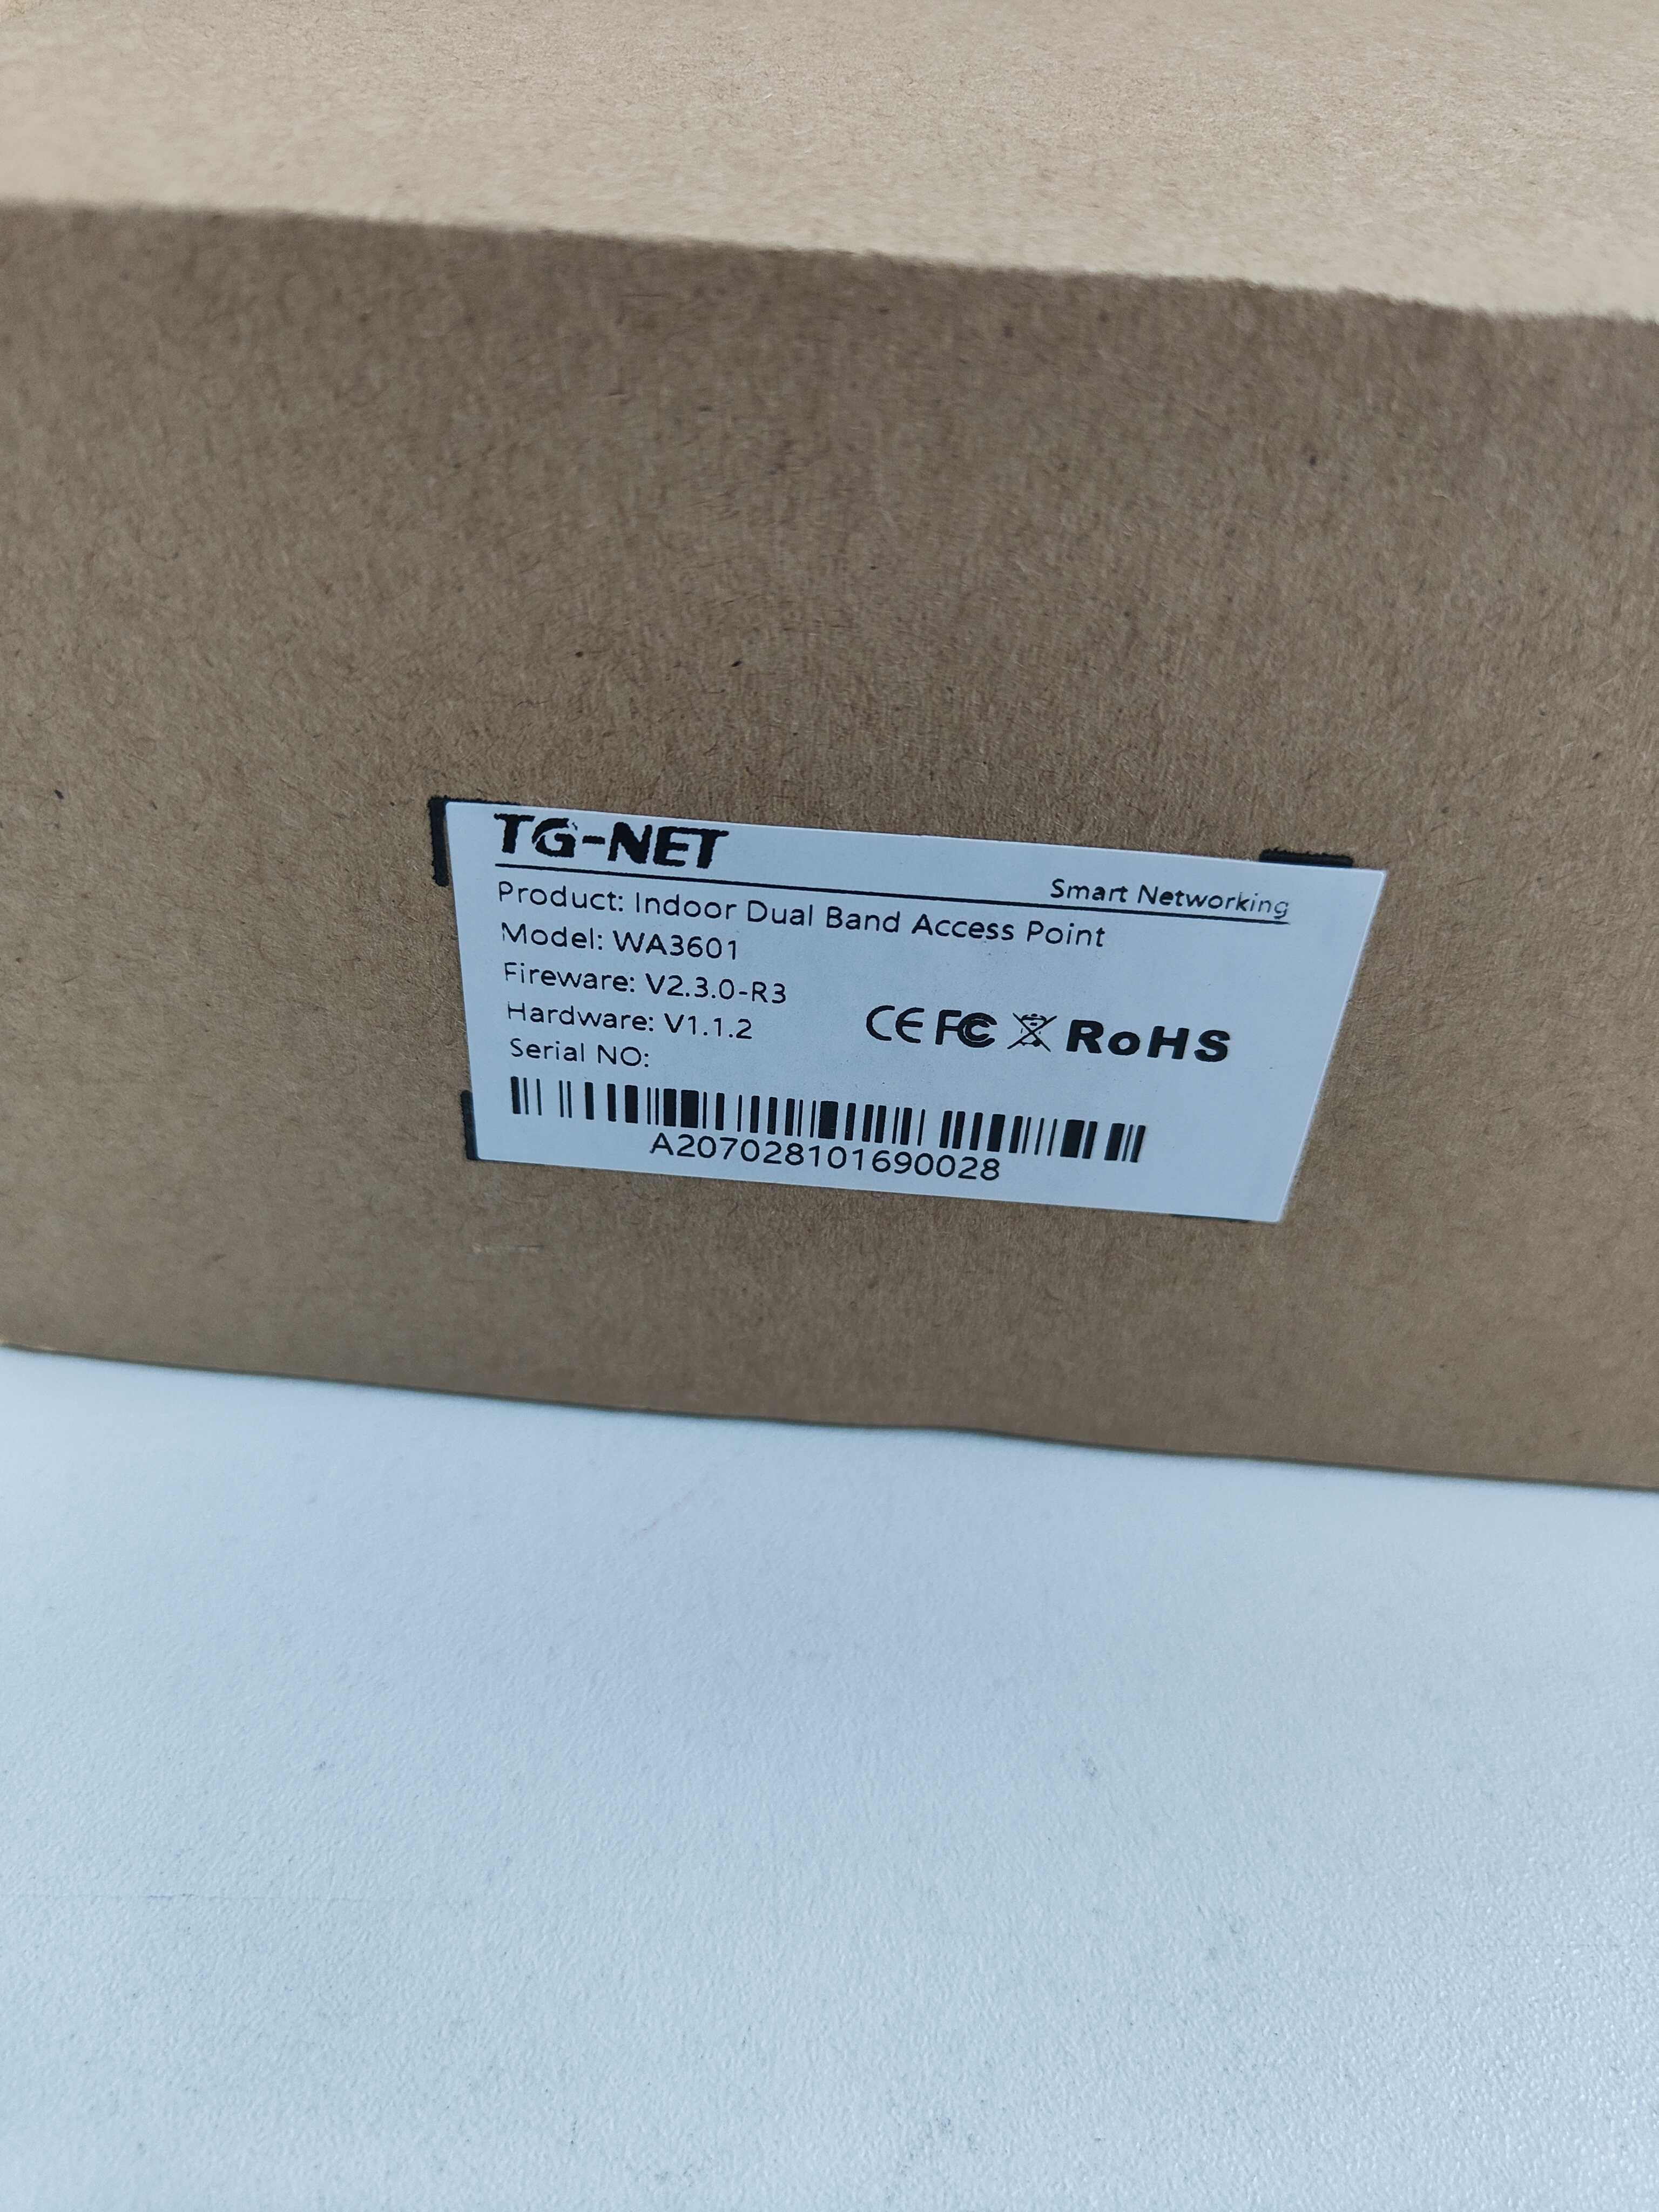 TG-NET
Smart Networking
Product: Indoor Dual Band Access Point
Model: WA3601
Fireware: V2.3.0-R3
Hardware: V1.1.2
CE FC RoHS
Serial NO:
A207028101690028